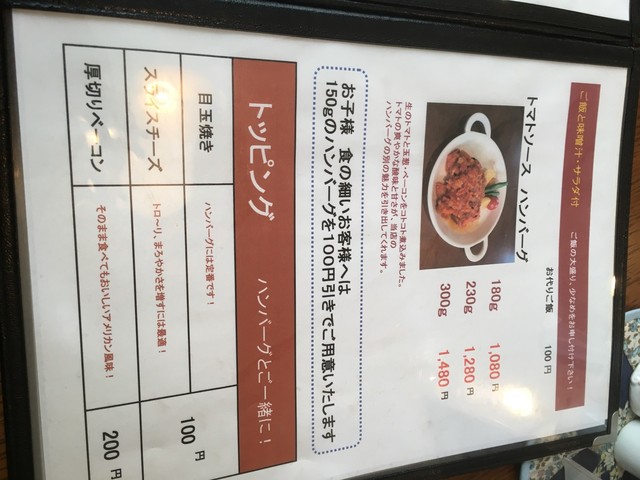 ご飯と味噌汁・サラダ付
ご飯の大盛り、少なめをお申し付け下さい！
お代りご飯 100円
トマトソース ハンバーグ
180g 1,080円
230g 1,280円
300g 1,480円
生のトマトと玉葱・ベーコンをコトコト煮込みました。
トマトの爽やかな酸味と甘さが、当店の
ハンバーグの別の魅力を引き出してくれます。
お子様 食の細いお客様へは
150gのハンバーグを100円引きでご用意いたします
トッピング ハンバーグとご一緒に！
目玉焼き ハンバーグには定番です！
スライスチーズ トロ～リ、まろやかさを増すには最適！
100円
厚切りベーコン そのまま食べてもおいしいアメリカン風味！ 200円